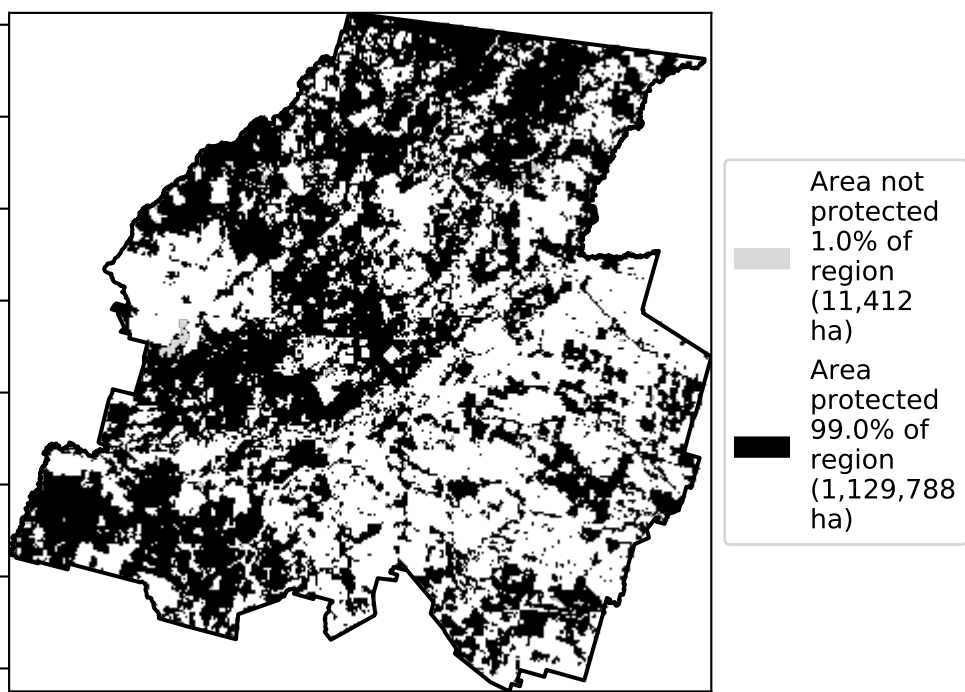 Area not
protected
1.0% of
region
(11,412
ha)
Area
protected
99.0% of
region
(1,129,788
ha)